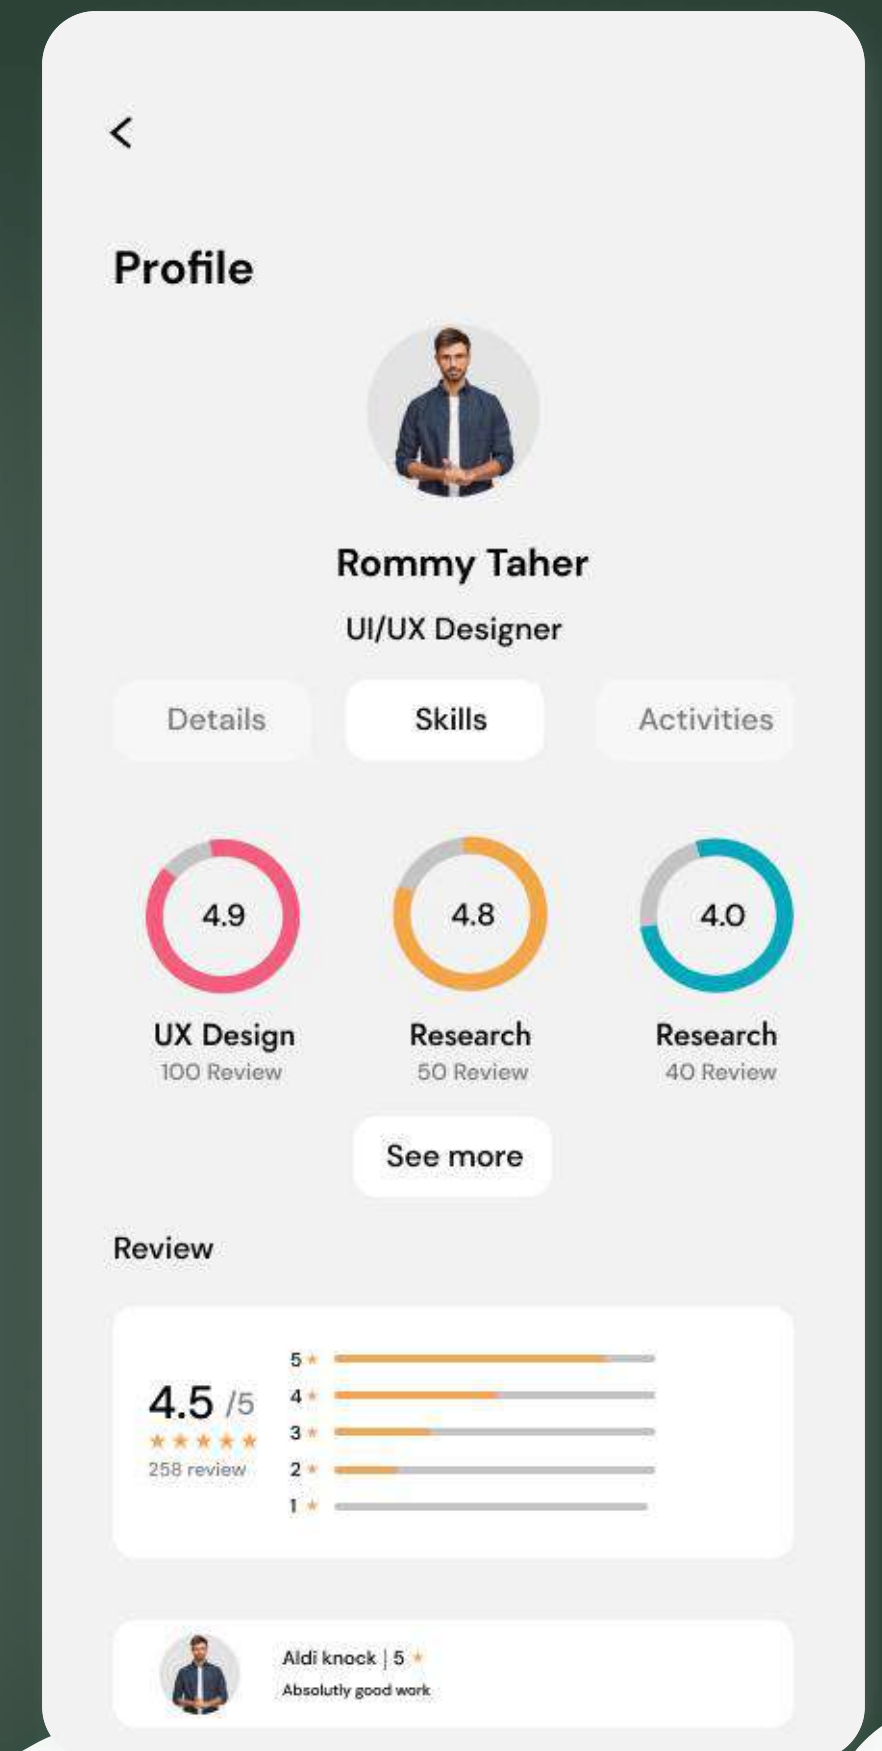 Profile
Rommy Taher
UI/UX Designer
Details Skills Activities
4.9 4.8 4.0
UX Design Research Research
100 Review 50 Review 40 Review
See more
Review
4.5 /5
258 review
5
4
3
2
1
Aldi knock | 5
Absolutly good work